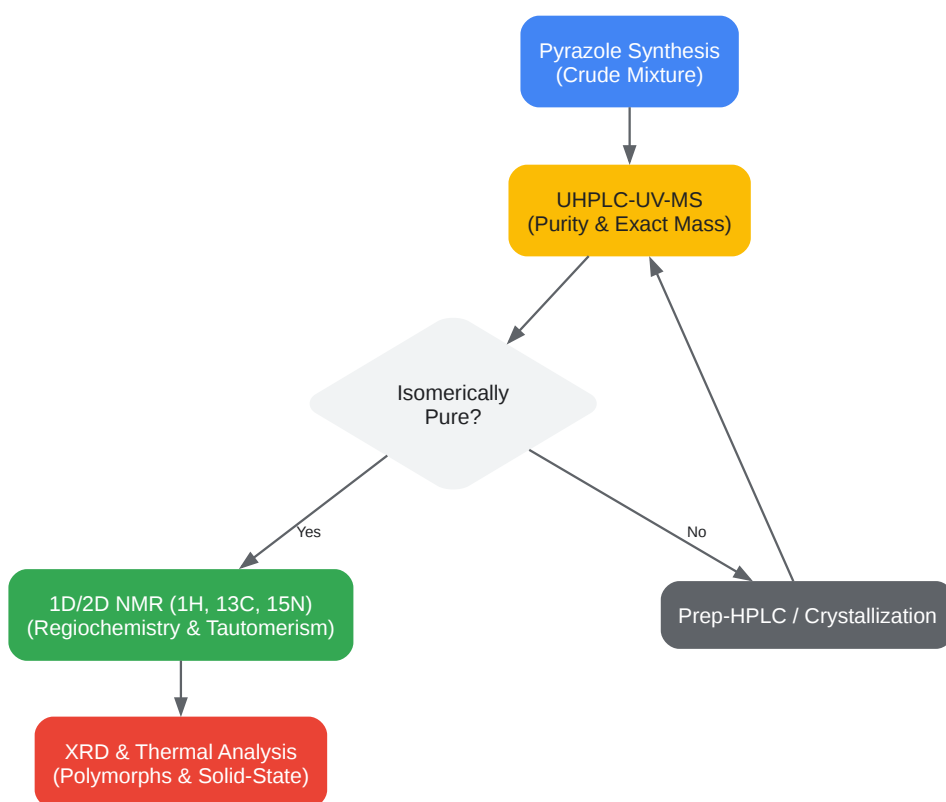 Pyrazole Synthesis
(Crude Mixture)
UHPLC-UV-MS
(Purity & Exact Mass)
Isomerically
Pure?
Yes
No
1D/2D NMR (1H, 13C, 15N)
(Regiochemistry & Tautomerism)
Prep-HPLC / Crystallization
XRD & Thermal Analysis
(Polymorphs & Solid-State)